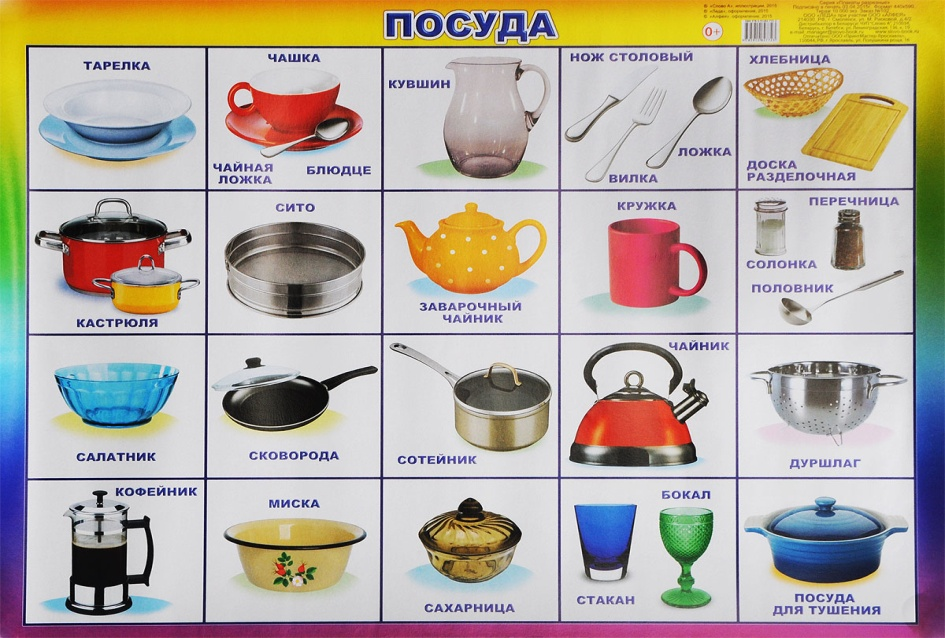 ПОСУДА
0+
ТАРЕЛКА
ЧАШКА
ЧАЙНАЯ
ЛОЖКА
БЛЮДЦЕ
КУВШИН
НОЖ СТОЛОВЫЙ
ЛОЖКА
ВИЛКА
ХЛЕБНИЦА
ДОСКА
РАЗДЕЛОЧНАЯ
КАСТРЮЛЯ
СИТО
ЗАВАРОЧНЫЙ
ЧАЙНИК
КРУЖКА
ПЕРЕЧНИЦА
СОЛОНКА
ПОЛОВНИК
САЛАТНИК
СКОВОРОДА
СОТЕЙНИК
ЧАЙНИК
ДУРШЛАГ
КОФЕЙНИК
МИСКА
САХАРНИЦА
БОКАЛ
СТАКАН
ПОСУДА
ДЛЯ ТУШЕНИЯ